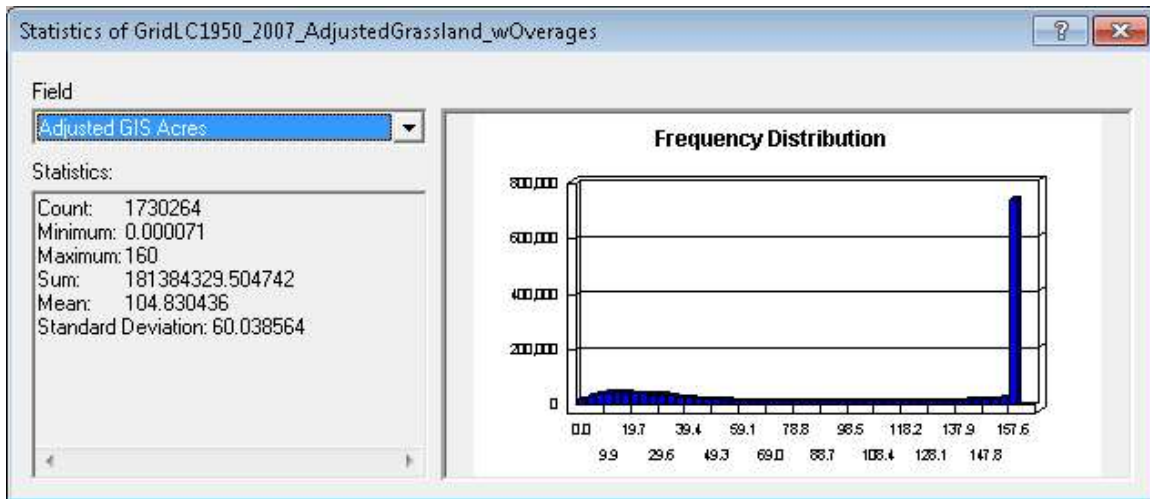 Statistics of GridLC1950_2007_AdjustedGrassland_wOverages
Field
Adjusted GIS Acres
Statistics:
Count: 1730264
Minimum: 0.000071
Maximum: 160
Sum: 181384329.504742
Mean: 104.830436
Standard Deviation: 60.038564
Frequency Distribution
800,000
600,000
400,000
200,000
0
0.0 19.7 39.4 59.1 78.8 98.5 118.2 137.9 157.6
9.9 29.6 49.3 69.0 88.7 108.4 128.1 147.8